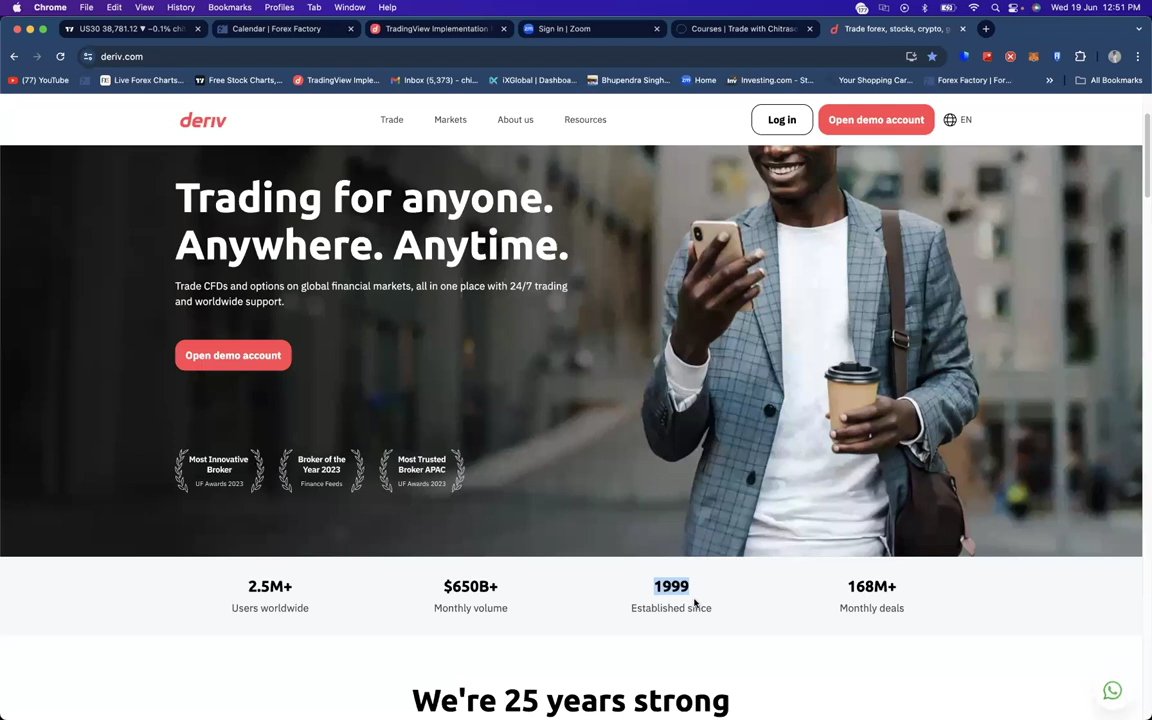 Chrome File Edit View History Bookmarks Profiles Tab Window Help
177
Wed 19 Jun 12:51 PM
US30 38,781.12 ▼ −0.1% chi
Calendar | Forex Factory
TradingView Implementation
Sign In | Zoom
Courses | Trade with Chitras
Trade forex, stocks, crypto,
deriv.com
(77) YouTube
Live Forex Charts...
Free Stock Charts,...
TradingView Imple...
Inbox (5,373) - chi...
iXGlobal | Dashboa...
Bhupendra Singh...
Home
Investing.com - St...
Your Shopping Car...
Forex Factory | For...
»
All Bookmarks
deriv
Trade
Markets
About us
Resources
Log in
Open demo account
EN
Trading for anyone.
Anywhere. Anytime.
Trade CFDs and options on global financial markets, all in one place with 24/7 trading
and worldwide support.
Open demo account
Most Innovative
Broker
UF Awards 2023
Broker of the
Year 2023
Finance Feeds
Most Trusted
Broker APAC
UF Awards 2023
2.5M+
Users worldwide
$650B+
Monthly volume
1999
Established since
168M+
Monthly deals
We're 25 years strong